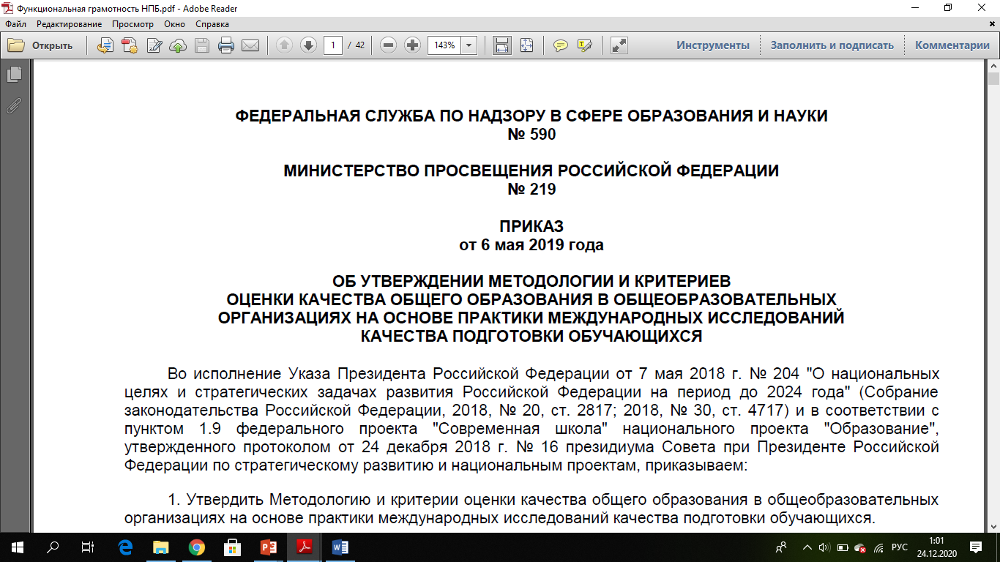 Функциональная грамотность НПБ.pdf - Adobe Reader
Файл Редактирование Просмотр Окно Справка
Открыть 1 / 42 143% Инструменты Заполнить и подписать Комментарии
ФЕДЕРАЛЬНАЯ СЛУЖБА ПО НАДЗОРУ В СФЕРЕ ОБРАЗОВАНИЯ И НАУКИ
№ 590
МИНИСТЕРСТВО ПРОСВЕЩЕНИЯ РОССИЙСКОЙ ФЕДЕРАЦИИ
№ 219
ПРИКАЗ
от 6 мая 2019 года
ОБ УТВЕРЖДЕНИИ МЕТОДОЛОГИИ И КРИТЕРИЕВ
ОЦЕНКИ КАЧЕСТВА ОБЩЕГО ОБРАЗОВАНИЯ В ОБЩЕОБРАЗОВАТЕЛЬНЫХ
ОРГАНИЗАЦИЯХ НА ОСНОВЕ ПРАКТИКИ МЕЖДУНАРОДНЫХ ИССЛЕДОВАНИЙ
КАЧЕСТВА ПОДГОТОВКИ ОБУЧАЮЩИХСЯ
Во исполнение Указа Президента Российской Федерации от 7 мая 2018 г. № 204 "О национальных
целях и стратегических задачах развития Российской Федерации на период до 2024 года" (Собрание
законодательства Российской Федерации, 2018, № 20, ст. 2817; 2018, № 30, ст. 4717) и в соответствии с
пунктом 1.9 федерального проекта "Современная школа" национального проекта "Образование",
утвержденного протоколом от 24 декабря 2018 г. № 16 президиума Совета при Президенте Российской
Федерации по стратегическому развитию и национальным проектам, приказываем:
1. Утвердить Методологию и критерии оценки качества общего образования в общеобразовательных
организациях на основе практики международных исследований качества подготовки обучающихся.
РУС 1:01
24.12.2020